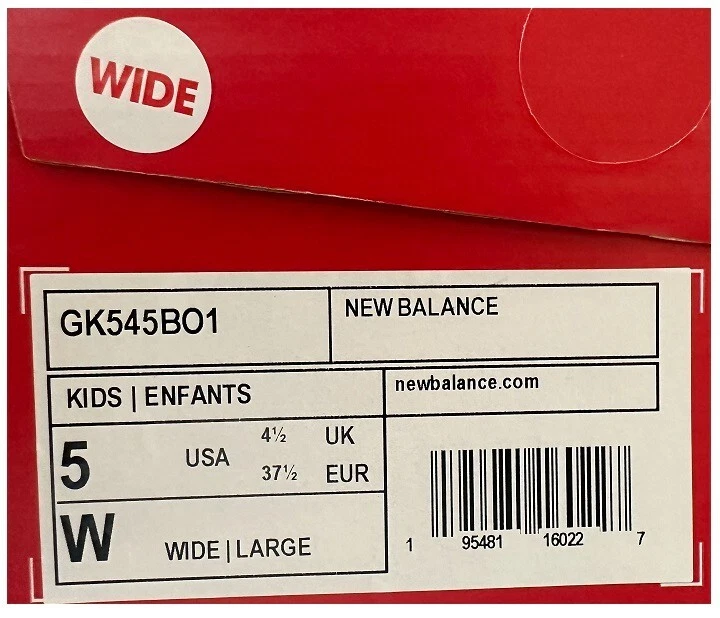 WIDE
GK545BO1
NEW BALANCE
KIDS | ENFANTS
newbalance.com
5 USA 4½ UK
37½ EUR
W WIDE | LARGE
1 95481 16022 7